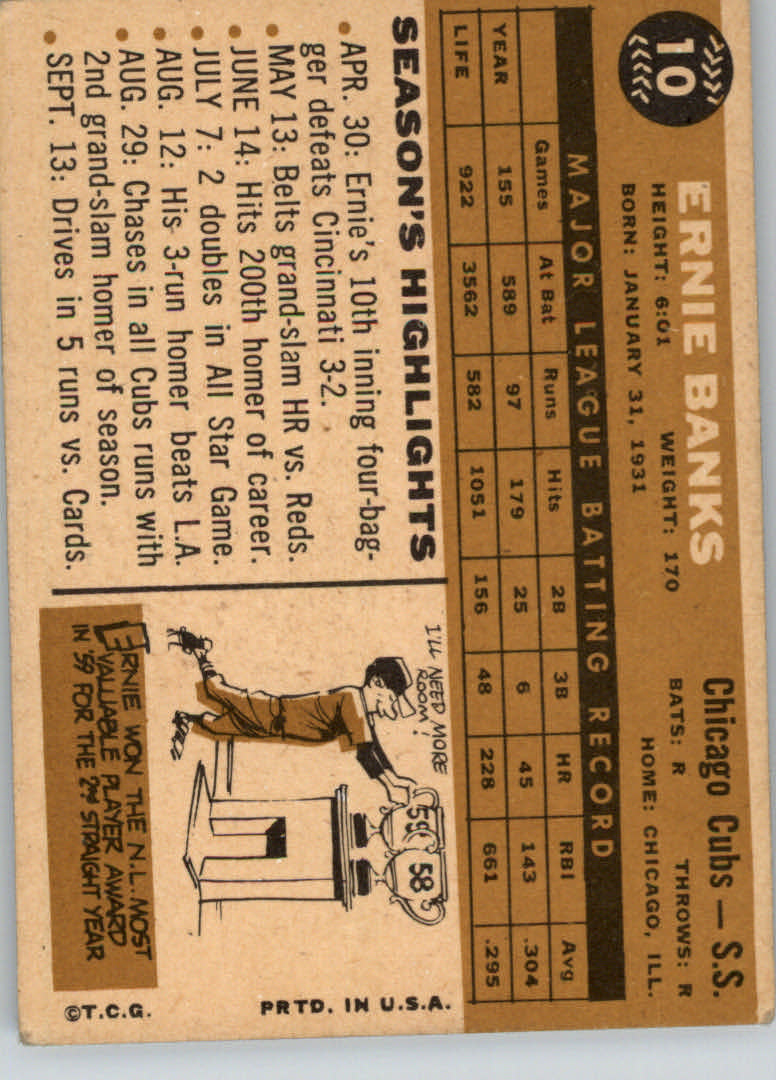 10
ERNIE BANKS
Chicago Cubs — S.S.
HEIGHT: 6:01 WEIGHT: 170 BATS: R THROWS: R
BORN: JANUARY 31, 1931 HOME: CHICAGO, ILL.
MAJOR LEAGUE BATTING RECORD
Games At Bat Runs Hits 2B 3B HR RBI Avg
YEAR 155 589 97 179 25 6 45 143 .304
LIFE 922 3562 582 1051 156 48 228 661 .295
SEASON'S HIGHLIGHTS
• APR. 30: Ernie's 10th inning four-bag-
ger defeats Cincinnati 3-2.
• MAY 13: Belts grand-slam HR vs. Reds.
• JUNE 14: Hits 200th homer of career.
• JULY 7: 2 doubles in All Star Game.
• AUG. 12: His 3-run homer beats L.A.
• AUG. 29: Chases in all Cubs runs with
2nd grand-slam homer of season.
• SEPT. 13: Drives in 5 runs vs. Cards.
I'LL NEED MORE
ROOM!
59 58
ERNIE WON THE N.L. MOST
VALUABLE PLAYER AWARD
IN '59 FOR THE 2nd STRAIGHT YEAR
©T.C.G. PRTD. IN U.S.A.